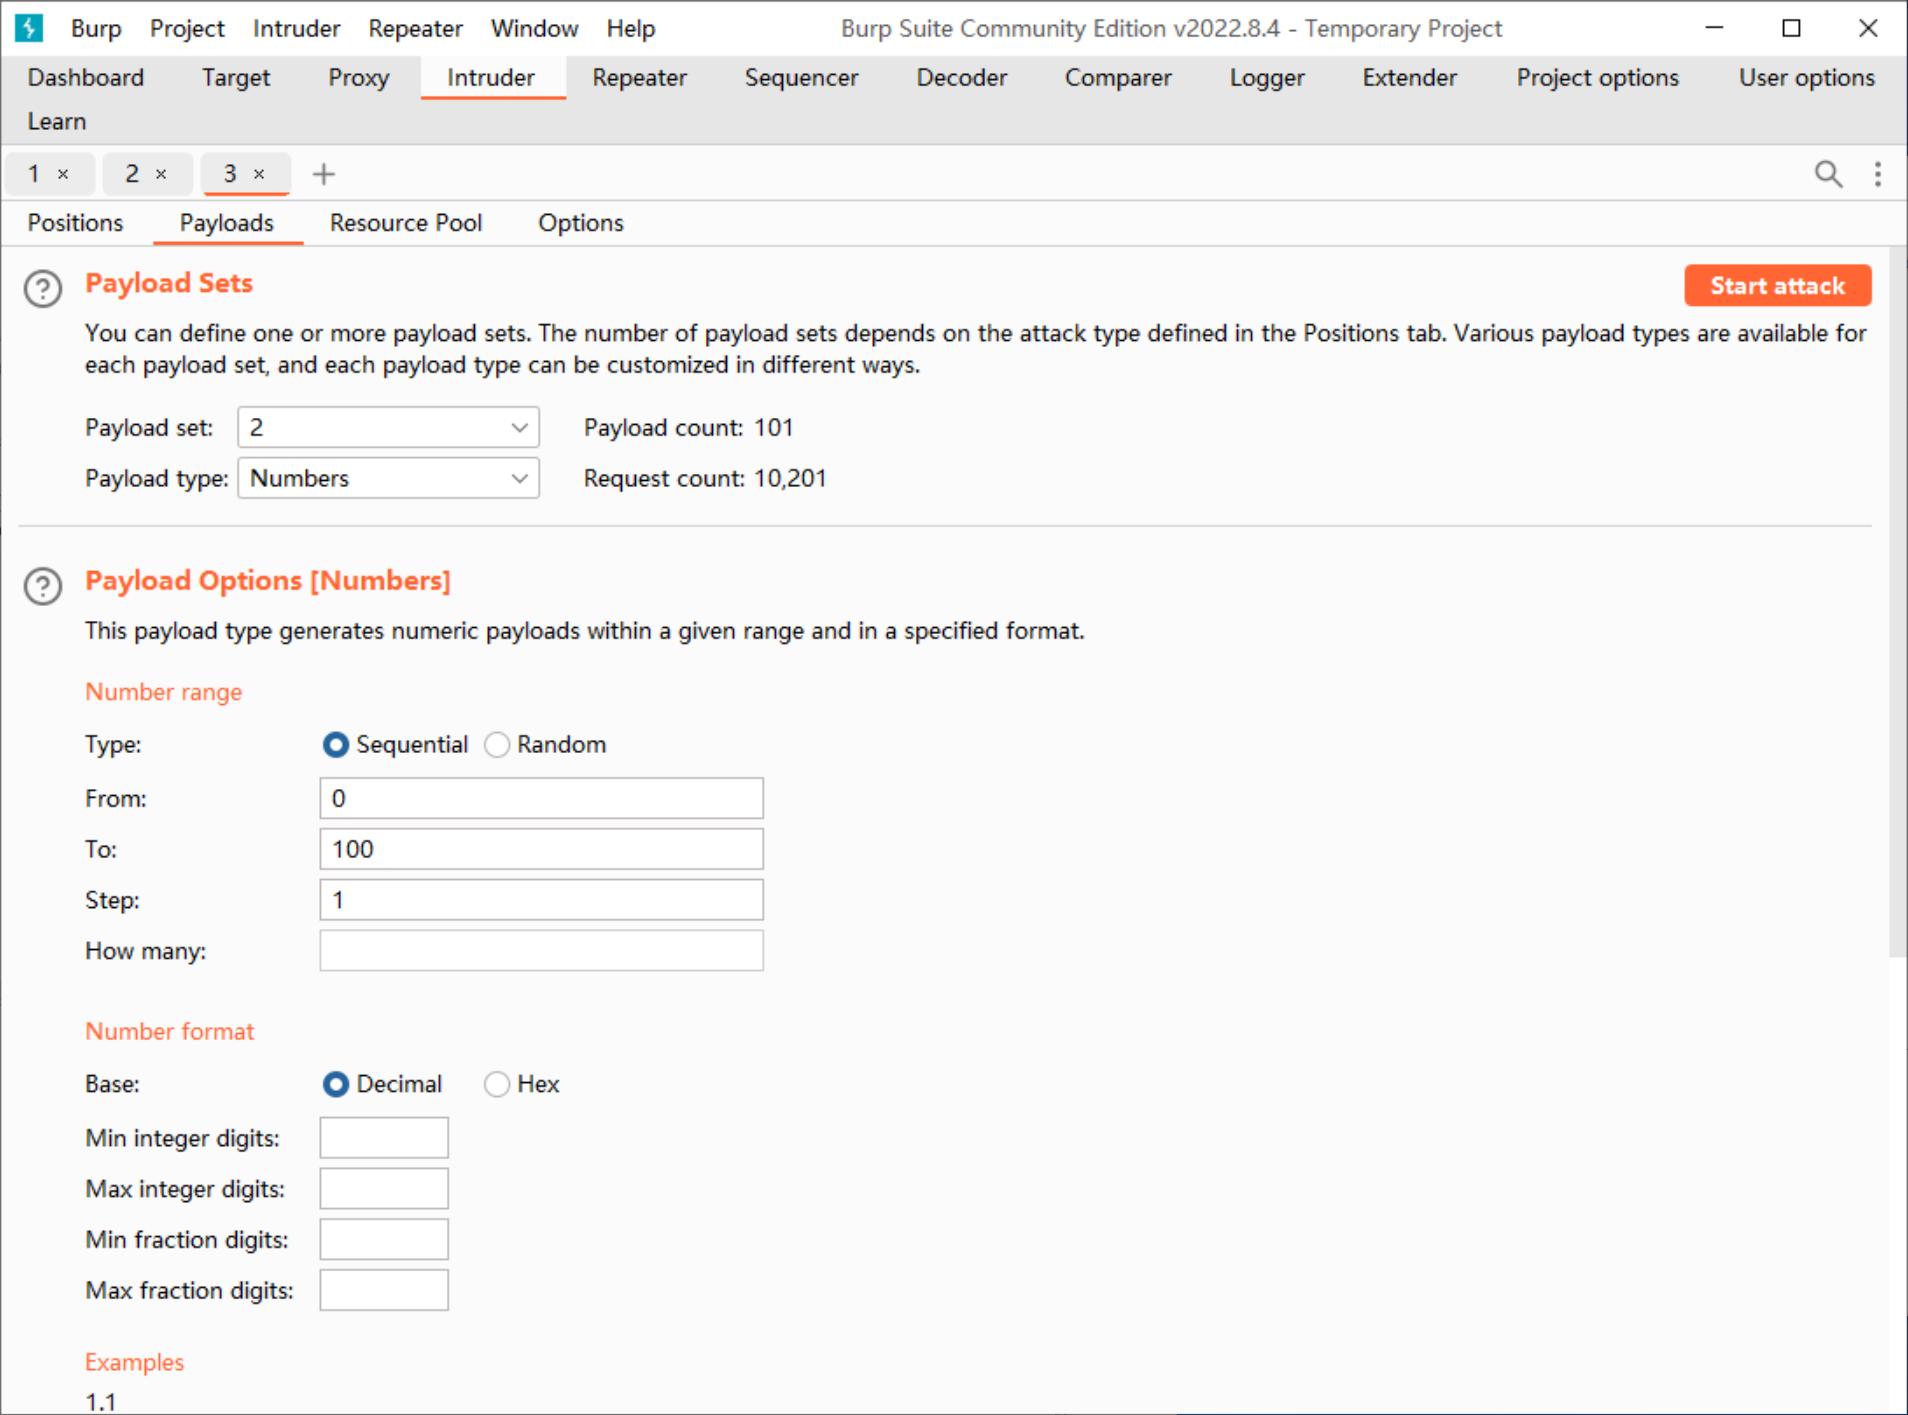 Burp Project Intruder Repeater Window Help Burp Suite Community Edition v2022.8.4 - Temporary Project
Dashboard Target Proxy Intruder Repeater Sequencer Decoder Comparer Logger Extender Project options User options
Learn
1 × 2 × 3 × +
Positions Payloads Resource Pool Options
? Payload Sets Start attack
You can define one or more payload sets. The number of payload sets depends on the attack type defined in the Positions tab. Various payload types are available for
each payload set, and each payload type can be customized in different ways.
Payload set: 2 Payload count: 101
Payload type: Numbers Request count: 10,201
? Payload Options [Numbers]
This payload type generates numeric payloads within a given range and in a specified format.
Number range
Type: Sequential Random
From: 0
To: 100
Step: 1
How many:
Number format
Base: Decimal Hex
Min integer digits:
Max integer digits:
Min fraction digits:
Max fraction digits:
Examples
1.1